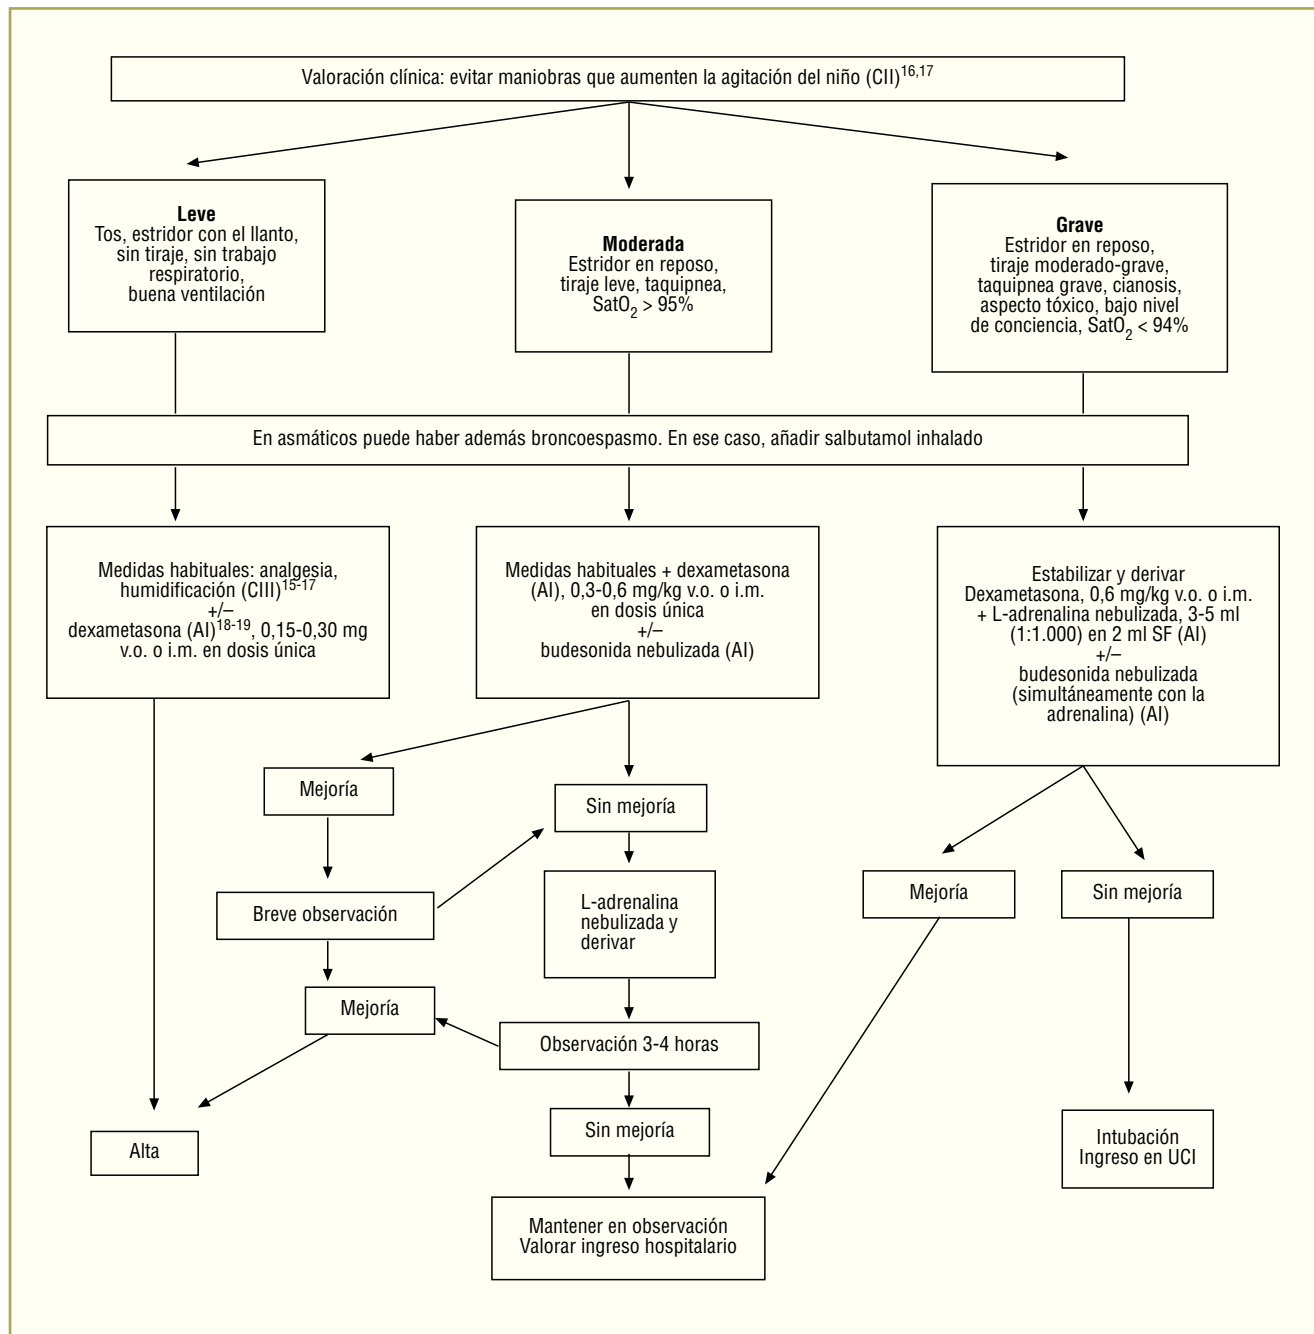 Valoración clínica: evitar maniobras que aumenten la agitación del niño (CII)16,17
Leve
Tos, estridor con el llanto,
sin tiraje, sin trabajo
respiratorio,
buena ventilación
Moderada
Estridor en reposo,
tiraje leve, taquipnea,
SatO2 > 95%
Grave
Estridor en reposo,
tiraje moderado-grave,
taquipnea grave, cianosis,
aspecto tóxico, bajo nivel
de conciencia, SatO2 < 94%
En asmáticos puede haber además broncoespasmo. En ese caso, añadir salbutamol inhalado
Medidas habituales: analgesia,
humidificación (CIII)15-17
+/–
dexametasona (AI)18-19, 0,15-0,30 mg
v.o. o i.m. en dosis única
Medidas habituales + dexametasona
(AI), 0,3-0,6 mg/kg v.o. o i.m.
en dosis única
+/–
budesonida nebulizada (AI)
Estabilizar y derivar
Dexametasona, 0,6 mg/kg v.o. o i.m.
+ L-adrenalina nebulizada, 3-5 ml
(1:1.000) en 2 ml SF (AI)
+/–
budesonida nebulizada
(simultáneamente con la
adrenalina) (AI)
Mejoría
Sin mejoría
Breve observación
L-adrenalina
nebulizada y
derivar
Mejoría
Sin mejoría
Mejoría
Observación 3-4 horas
Alta
Sin mejoría
Intubación
Ingreso en UCI
Mantener en observación
Valorar ingreso hospitalario